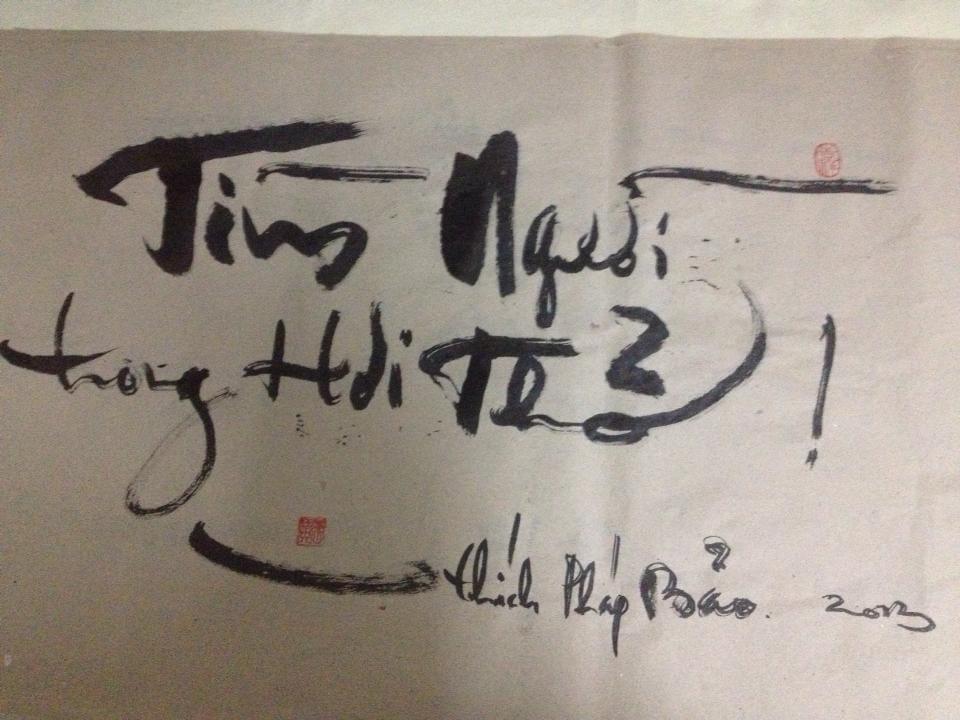 Tìm Người
trong Hơi Thở !
Thích Pháp Bảo. 2013